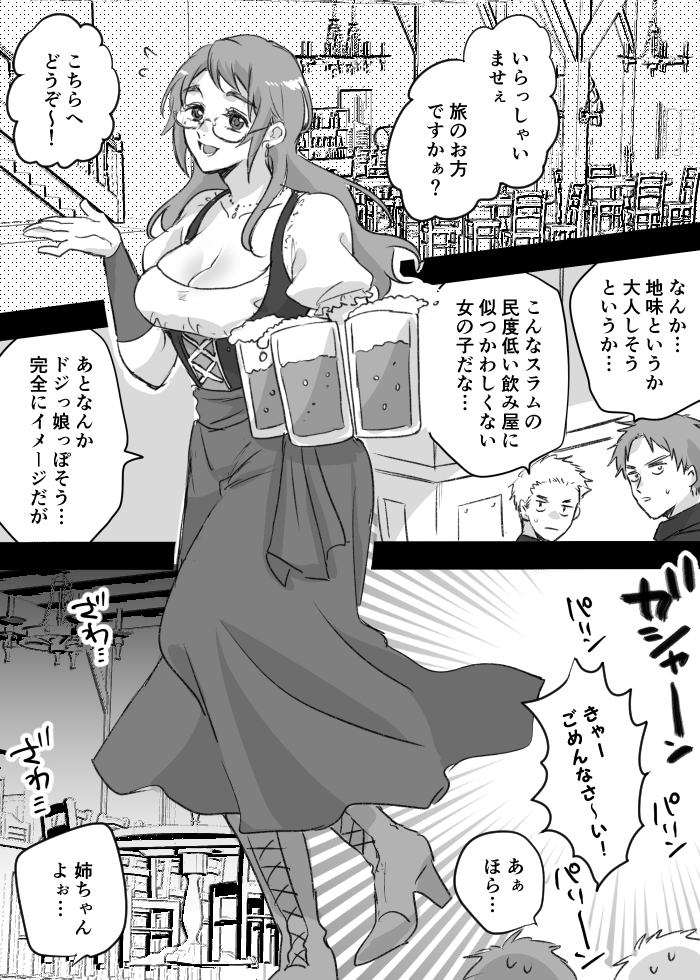 いらっしゃい
ませぇ
旅のお方
ですかぁ？
こちらへ
どうぞ〜！
なんか…
地味というか
大人しそう
というか…
こんなスラムの
民度低い飲み屋に
似つかわしくない
女の子だな…
あとなんか
ドジっ娘っぽそう…
完全にイメージだが
ガシャーン
パリン
パリン
パリン
きゃー
ごめんなさ〜い！
あぁ
ほら…
ざわ…
ざわ…
姉ちゃん
よぉ…